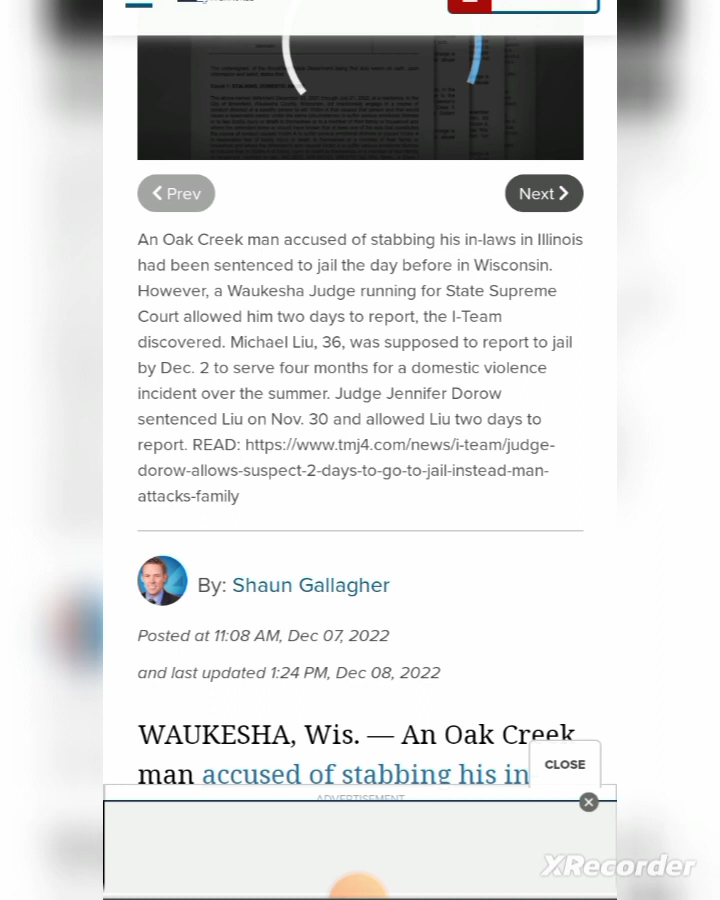 Prev
Next
An Oak Creek man accused of stabbing his in-laws in Illinois
had been sentenced to jail the day before in Wisconsin.
However, a Waukesha Judge running for State Supreme
Court allowed him two days to report, the I-Team
discovered. Michael Liu, 36, was supposed to report to jail
by Dec. 2 to serve four months for a domestic violence
incident over the summer. Judge Jennifer Dorow
sentenced Liu on Nov. 30 and allowed Liu two days to
report. READ: https://www.tmj4.com/news/i-team/judge-
dorow-allows-suspect-2-days-to-go-to-jail-instead-man-
attacks-family
By: Shaun Gallagher
Posted at 11:08 AM, Dec 07, 2022
and last updated 1:24 PM, Dec 08, 2022
WAUKESHA, Wis. — An Oak Creek
man accused of stabbing his in
CLOSE
ADVERTISEMENT
XRecorder